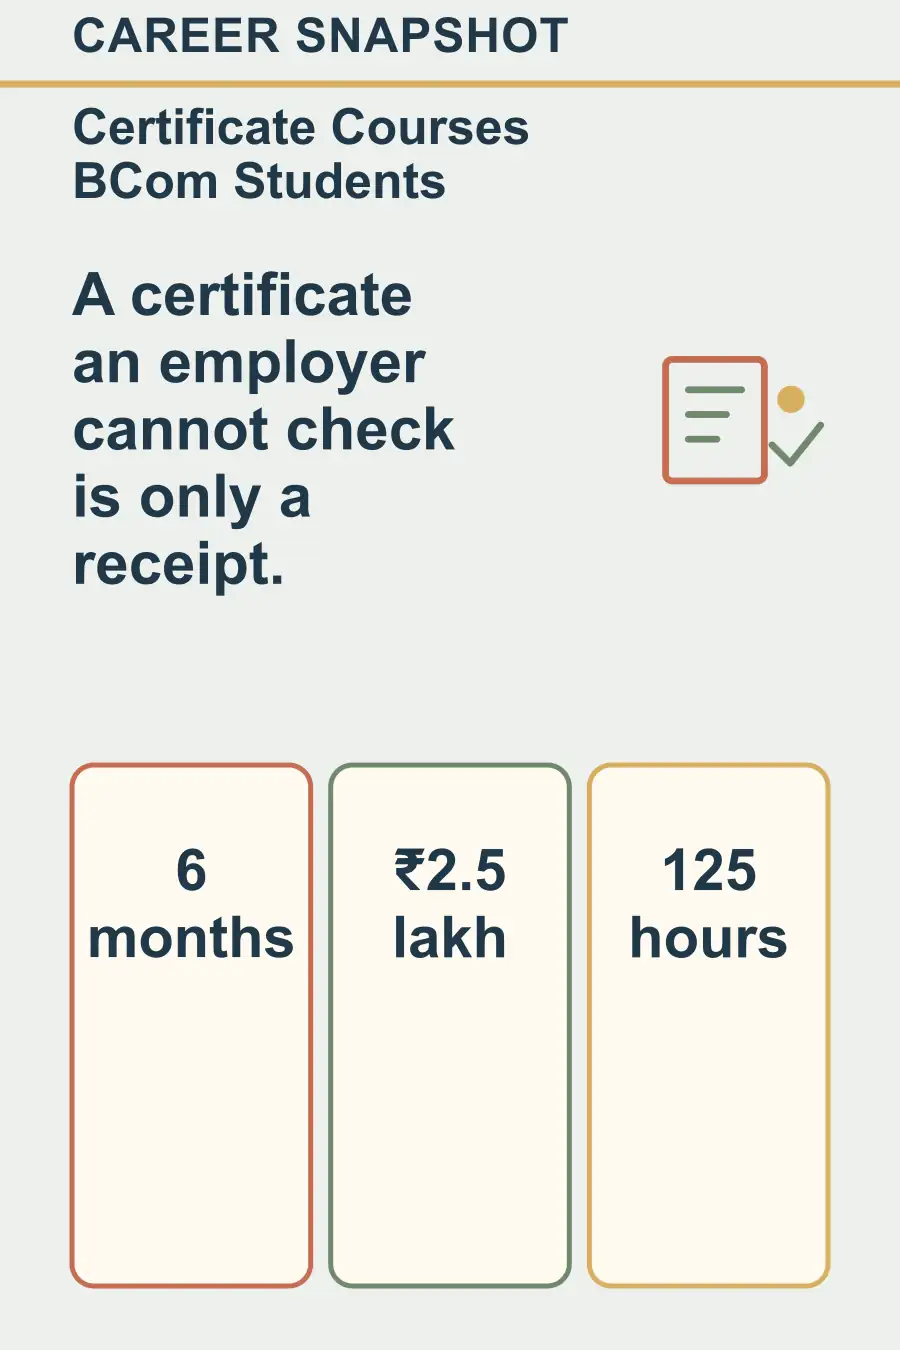 CAREER SNAPSHOT
Certificate Courses
BCom Students
A certificate
an employer
cannot check
is only a
receipt.
6
months
₹2.5
lakh
125
hours